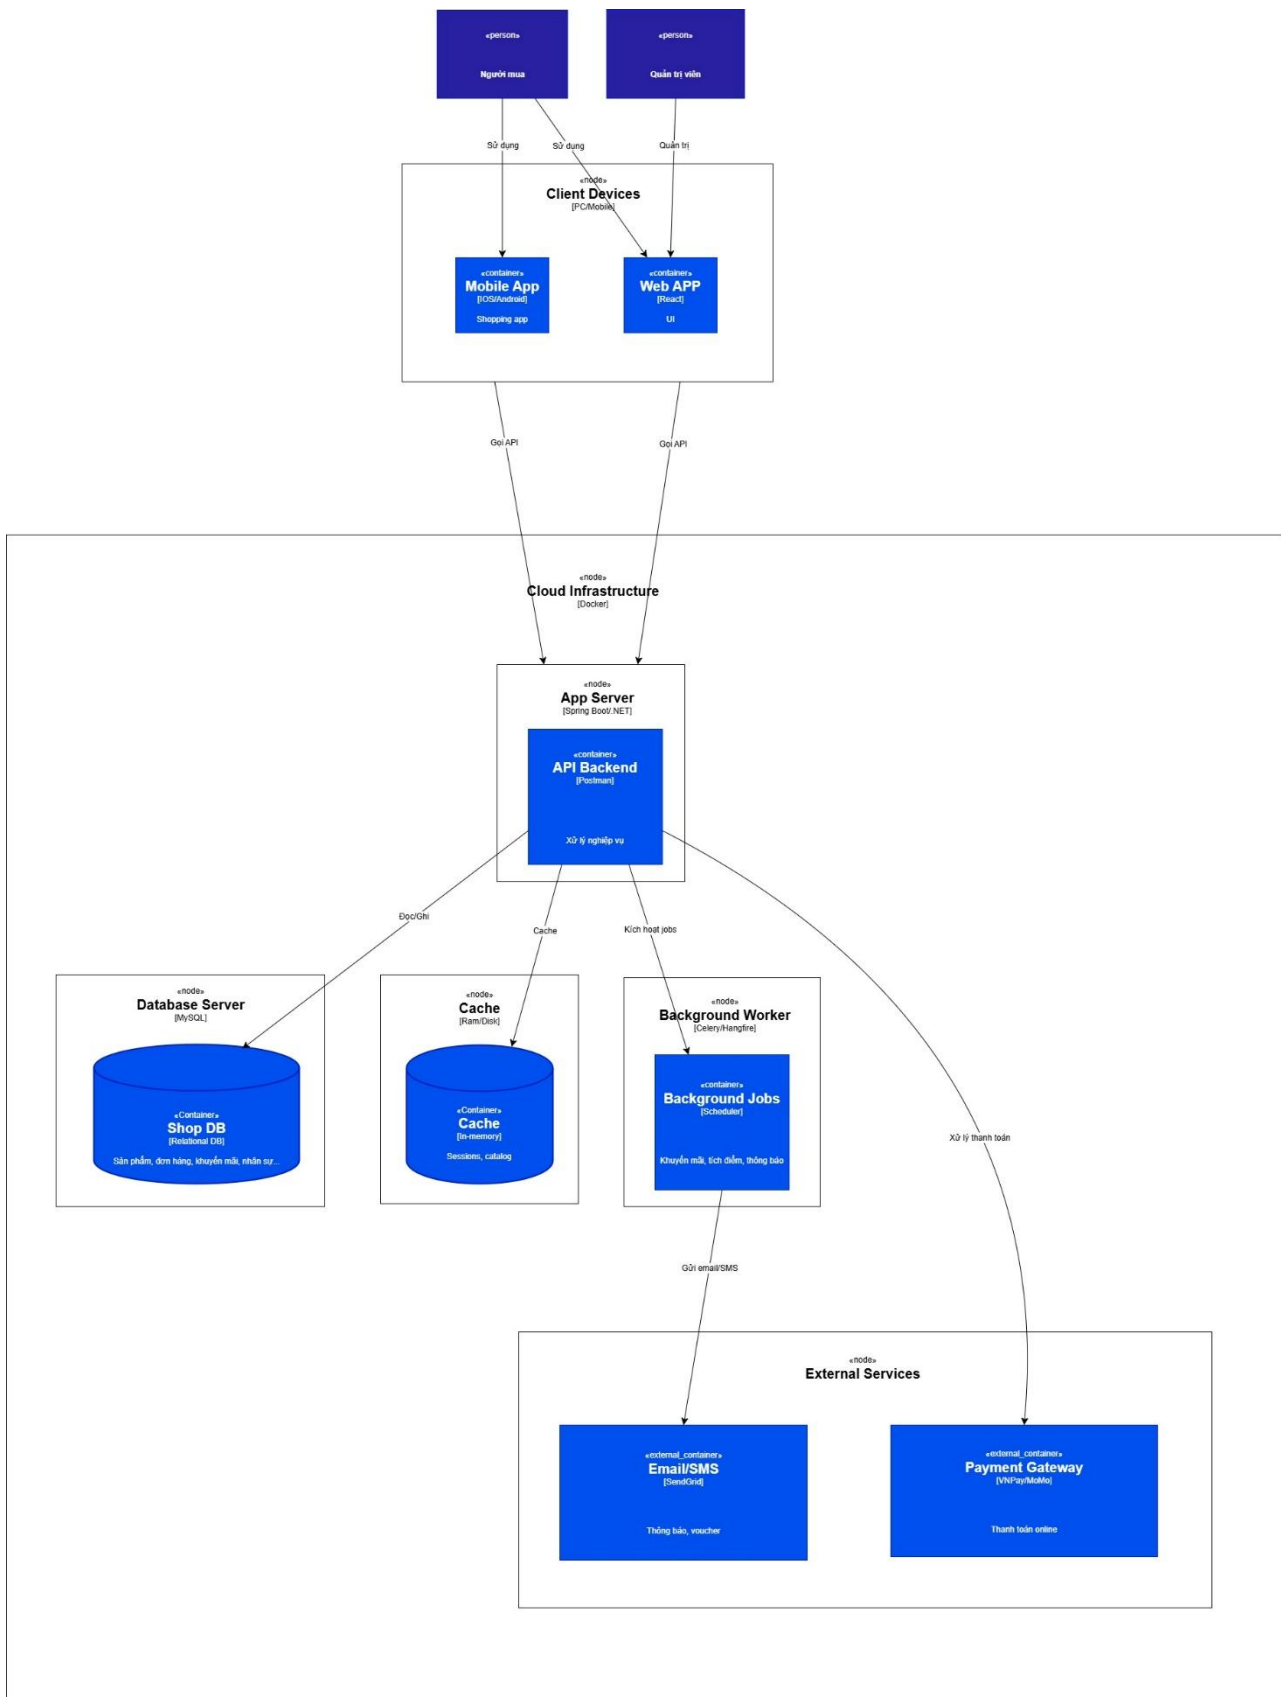 «person»
Người mua
«person»
Quản trị viên
Sử dụng
Sử dụng
Quản trị
«node»
Client Devices
[PC/Mobile]
«container»
Mobile App
[IOS/Android]
Shopping app
«container»
Web APP
[React]
UI
Gọi API
Gọi API
«node»
Cloud Infrastructure
[Docker]
«node»
App Server
[Spring Boot/.NET]
«container»
API Backend
[Postman]
Xử lý nghiệp vụ
Đọc/Ghi
Cache
Kích hoạt jobs
«node»
Database Server
[MySQL]
«Container»
Shop DB
[Relational DB]
Sản phẩm, đơn hàng, khuyến mãi, nhân sự...
«node»
Cache
[Ram/Disk]
«Container»
Cache
[In-memory]
Sessions, catalog
«node»
Background Worker
[Celery/Hangfire]
«container»
Background Jobs
[Scheduler]
Khuyến mãi, tích điểm, thông báo
Xử lý thanh toán
Gửi email/SMS
«node»
External Services
«external_container»
Email/SMS
[SendGrid]
Thông báo, voucher
«external_container»
Payment Gateway
[VNPay/MoMo]
Thanh toán online